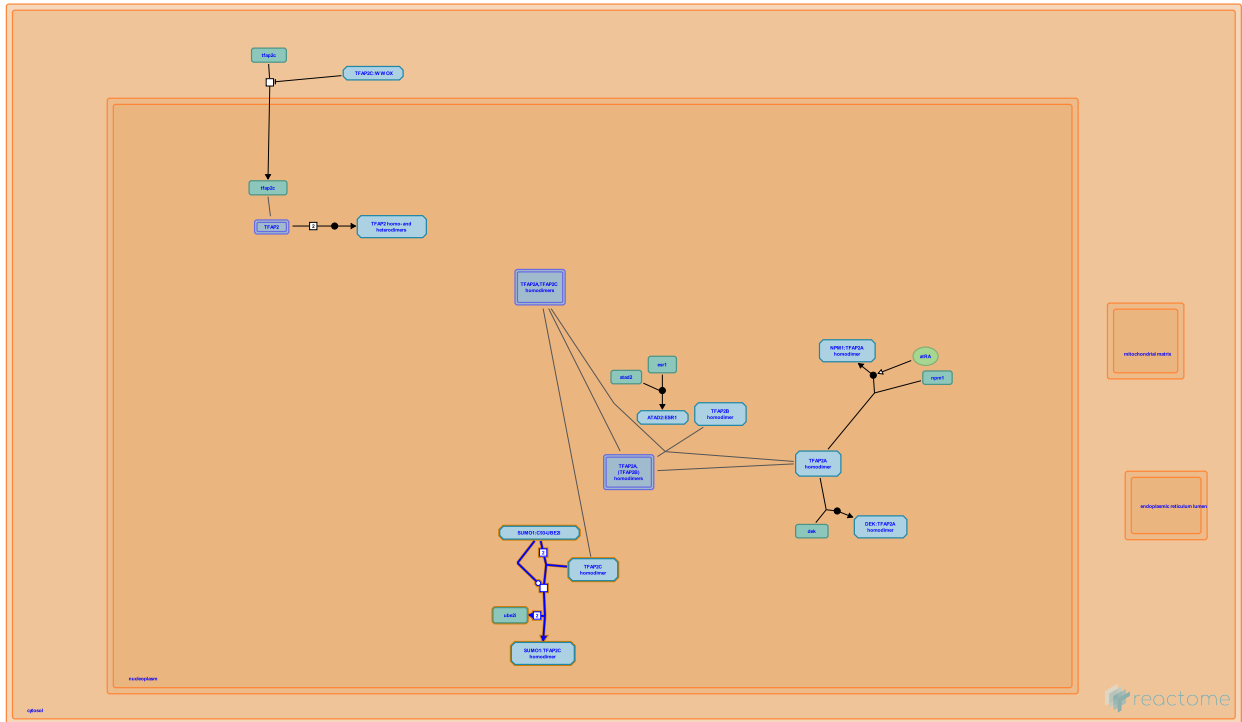 tfap2c
TFAP2C:WWOX
tfap2c
TFAP2
2
TFAP2 homo- and
heterodimers
TFAP2A,TFAP2C
homodimers
NPM1:TFAP2A
homodimer
atRA
npm1
esr1
atad2
ATAD2:ESR1
TFAP2B
homodimer
TFAP2A,
(TFAP2B)
homodimers
TFAP2A
homodimer
dek
DEK:TFAP2A
homodimer
SUMO1:C93-UBE2I
2
TFAP2C
homodimer
ube2i
2
SUMO1:TFAP2C
homodimer
mitochondrial matrix
endoplasmic reticulum lumen
nucleoplasm
cytosol
reactome